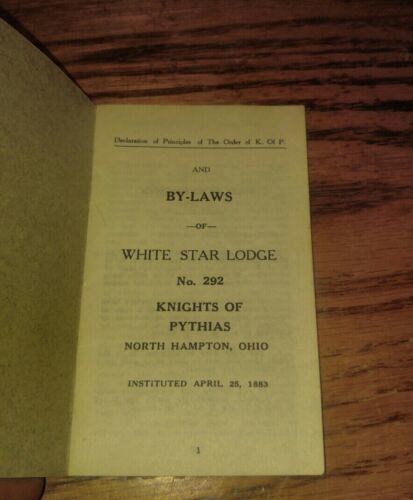 Declaration of Principles of The Order of K. Of P.
AND
BY-LAWS
—OF—
WHITE STAR LODGE
No. 292
KNIGHTS OF
PYTHIAS
NORTH HAMPTON, OHIO
INSTITUTED APRIL 25, 1883
1